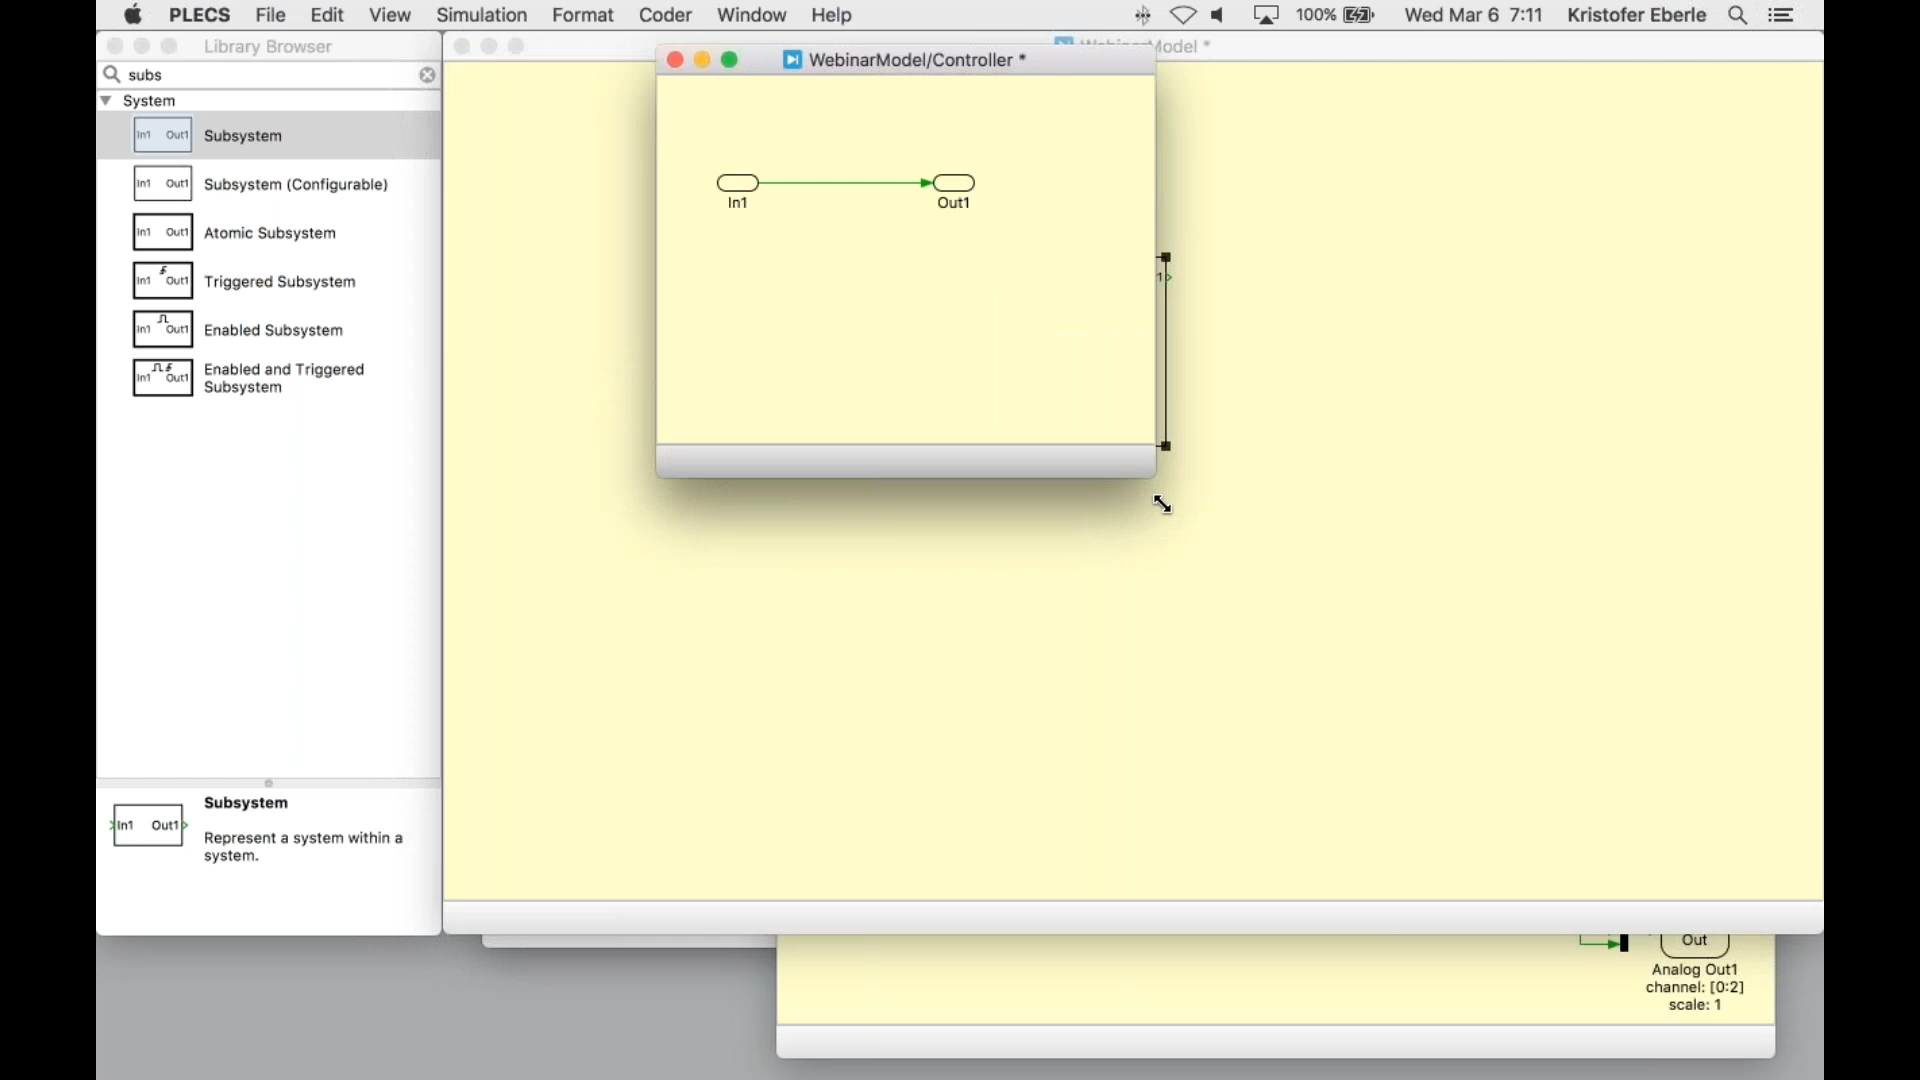 PLECS File Edit View Simulation Format Coder Window Help 100% Wed Mar 6 7:11 Kristofer Eberle
Library Browser
WebinarModel *
WebinarModel/Controller *
subs
System
In1 Out1 Subsystem
In1 Out1 Subsystem (Configurable)
In1 Out1 Atomic Subsystem
In1 Out1 Triggered Subsystem
In1 Out1 Enabled Subsystem
In1 Out1 Enabled and Triggered
Subsystem
In1
Out1
1
Subsystem
In1 Out1
Represent a system within a
system.
Out
Analog Out1
channel: [0:2]
scale: 1